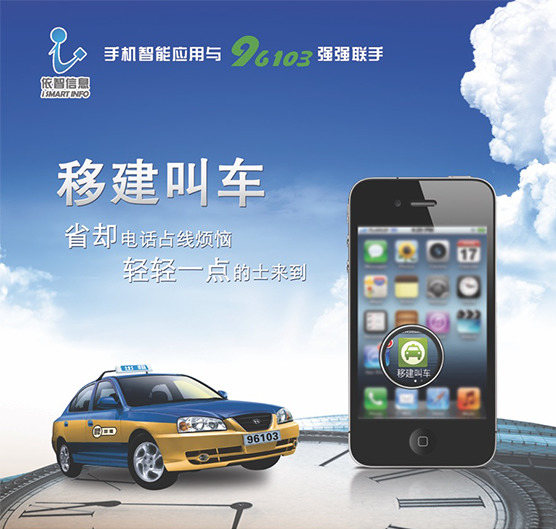 手机智能应用与 96103 强强联手
依智信息
i SMART INFO
移建叫车
省却电话占线烦恼
轻轻一点的士来到
17
移建叫车
96103